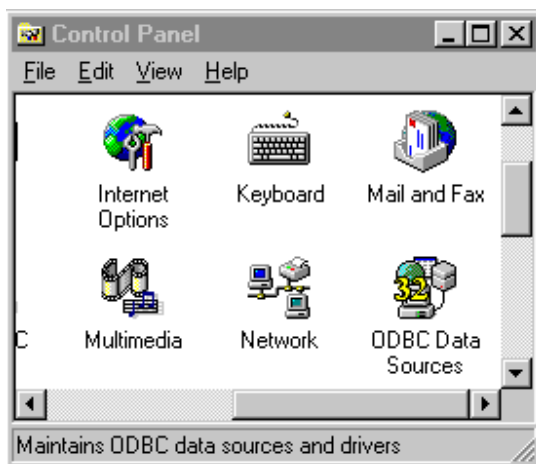 Control Panel
File Edit View Help
Internet Options
Keyboard
Mail and Fax
C
Multimedia
Network
32
ODBC Data Sources
Maintains ODBC data sources and drivers